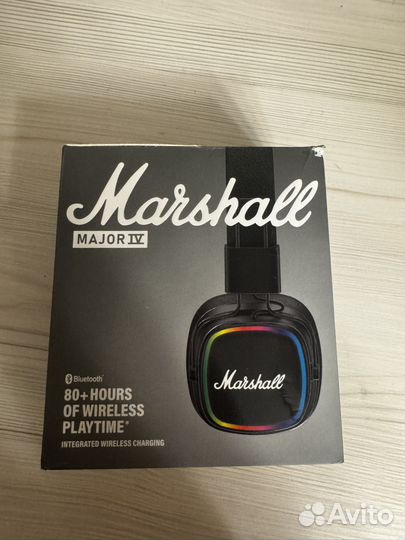 Marshall
MAJOR IV
Bluetooth®
80+ HOURS
OF WIRELESS
PLAYTIME*
INTEGRATED WIRELESS CHARGING
Marshall
Avito